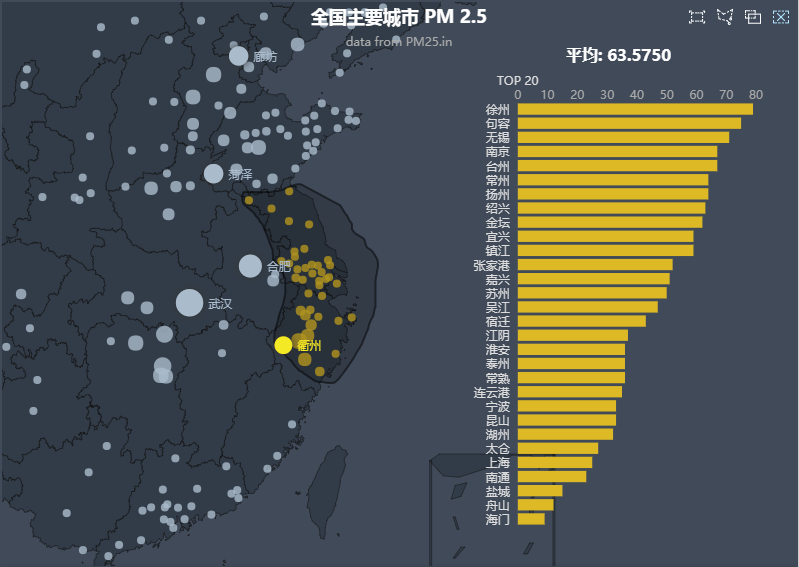 全国主要城市 PM 2.5
data from PM25.in
平均: 63.5750
TOP 20
0 10 20 30 40 50 60 70 80
徐州
句容
无锡
南京
台州
常州
扬州
绍兴
金坛
宜兴
镇江
张家港
嘉兴
苏州
吴江
宿迁
江阴
淮安
泰州
常熟
连云港
宁波
昆山
湖州
太仓
上海
南通
盐城
舟山
海门
廊坊
菏泽
合肥
武汉
衢州